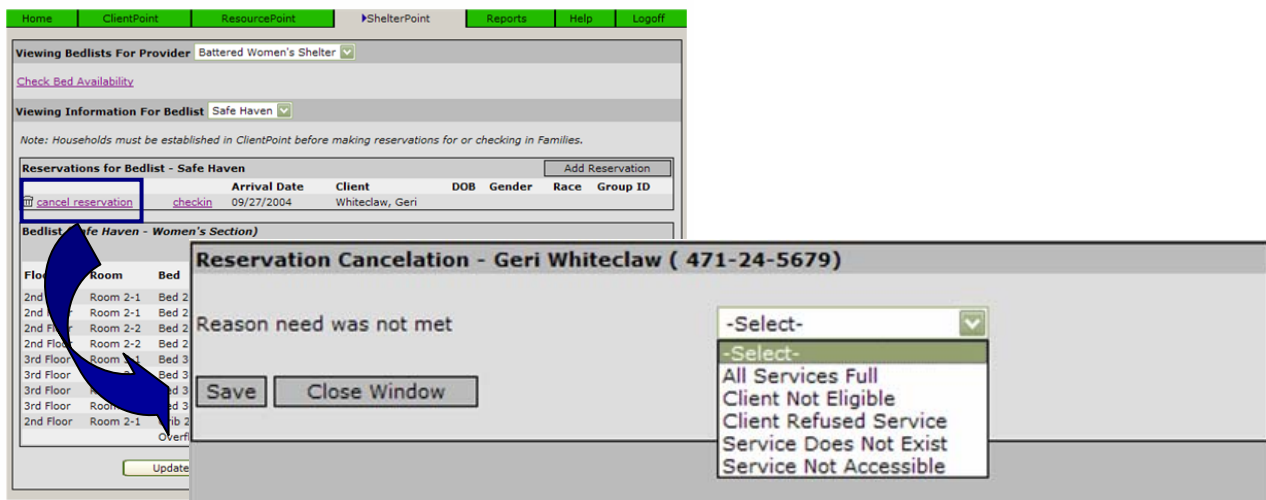 Home ClientPoint ResourcePoint ShelterPoint Reports Help Logoff
Viewing Bedlists For Provider Battered Women's Shelter
Check Bed Availability
Viewing Information For Bedlist Safe Haven
Note: Households must be established in ClientPoint before making reservations for or checking in Families.
Reservations for Bedlist - Safe Haven Add Reservation
Arrival Date Client DOB Gender Race Group ID
cancel reservation checkin 09/27/2004 Whiteclaw, Geri
Bedlist Safe Haven - Women's Section)
Room Bed
2nd Room 2-1 Bed 2
2nd Room 2-1 Bed 2
2nd Room 2-2 Bed 2
2nd Floor Room 2-2 Bed 2
3rd Floor Room Bed 3
3rd Floor
3rd Floor
3rd Floor
2nd Floor Room 2-1
Update
Reservation Cancelation - Geri Whiteclaw ( 471-24-5679)
Reason need was not met -Select-
-Select-
All Services Full
Client Not Eligible
Client Refused Service
Service Does Not Exist
Service Not Accessible
Save Close Window